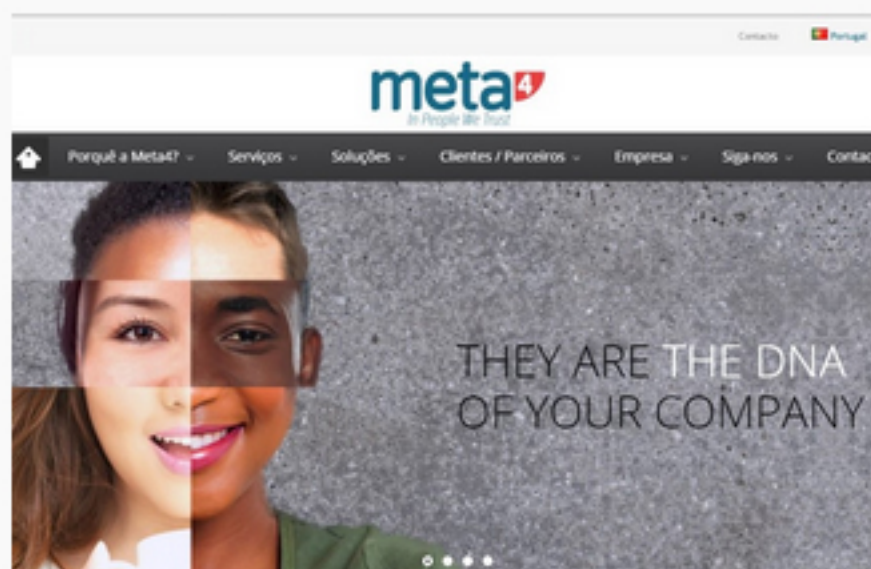 Contacto Portugal
meta4
In People We Trust
Porquê a Meta4? Serviços Soluções Clientes / Parceiros Empresa Siga-nos Contac
THEY ARE THE DNA
OF YOUR COMPANY